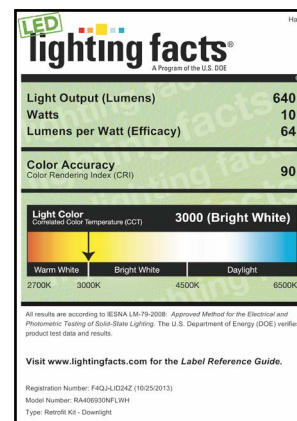 Ha
LED
lighting facts®
A Program of the U.S. DOE
Light Output (Lumens) 640
Watts 10
Lumens per Watt (Efficacy) 64
Color Accuracy
Color Rendering Index (CRI) 90
Light Color
Correlated Color Temperature (CCT) 3000 (Bright White)
Warm White Bright White Daylight
2700K 3000K 4500K 6500K
All results are according to IESNA LM-79-2008: Approved Method for the Electrical and
Photometric Testing of Solid-State Lighting. The U.S. Department of Energy (DOE) verifie
product test data and results.
Visit www.lightingfacts.com for the Label Reference Guide.
Registration Number: F4QJ-LID24Z (10/25/2013)
Model Number: RA406930NFLWH
Type: Retrofit Kit - Downlight